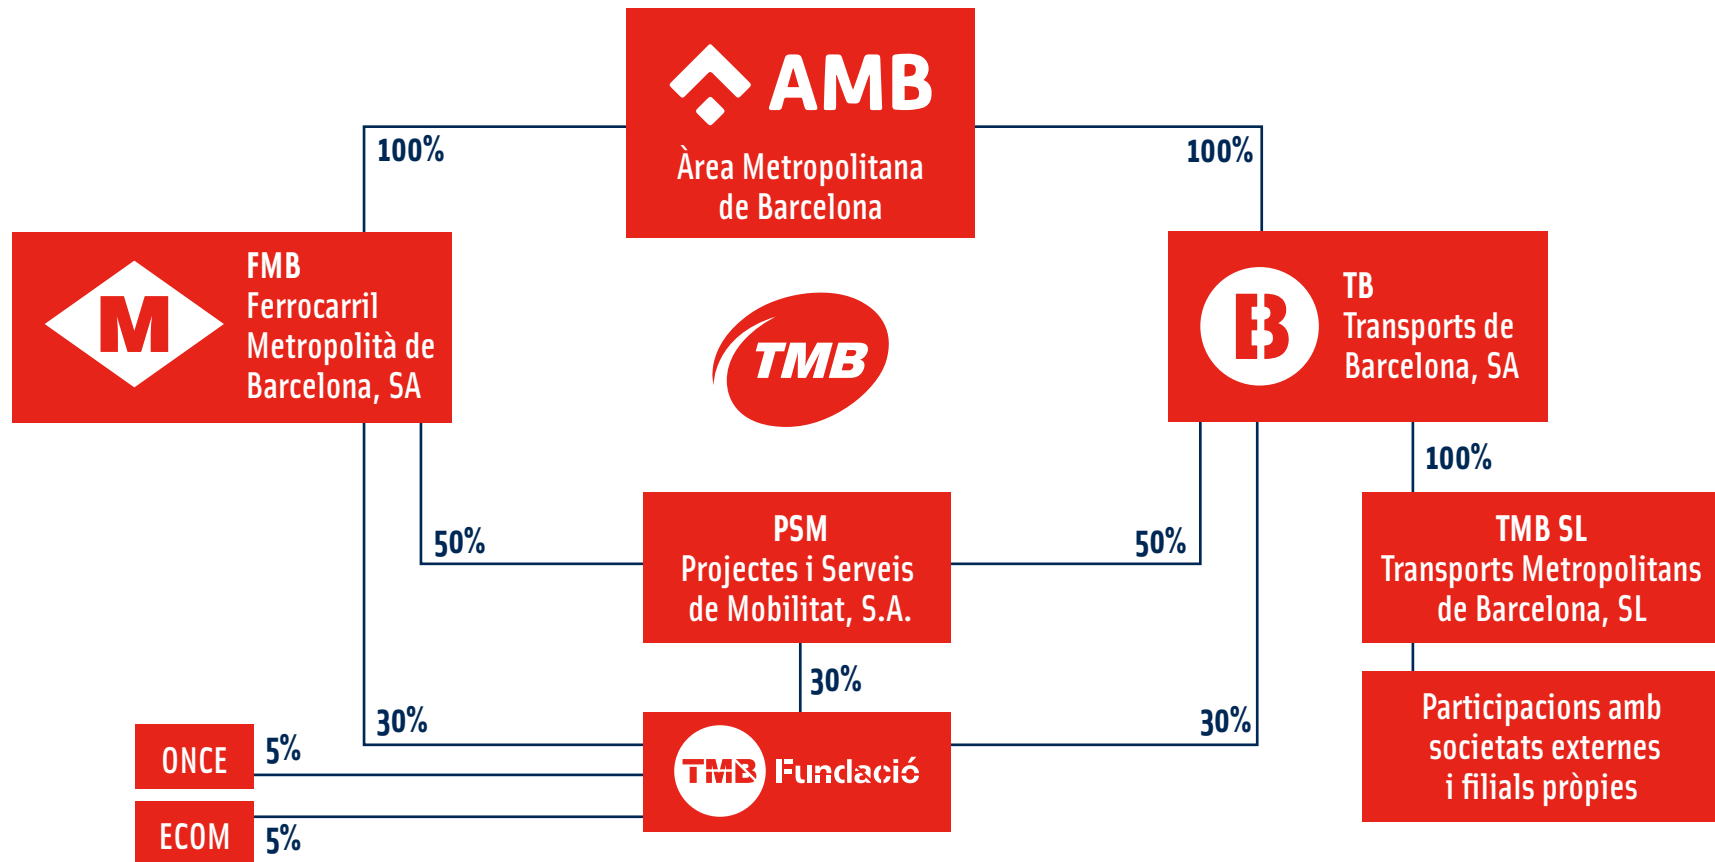 AMB
Àrea Metropolitana
de Barcelona
100%
100%
M
FMB
Ferrocarril
Metropolità de
Barcelona, SA
TMB
B
TB
Transports de
Barcelona, SA
100%
50%
PSM
Projectes i Serveis
de Mobilitat, S.A.
50%
TMB SL
Transports Metropolitans
de Barcelona, SL
30%
30%
30%
Participacions amb
societats externes
i filials pròpies
ONCE
5%
TMB Fundació
ECOM
5%